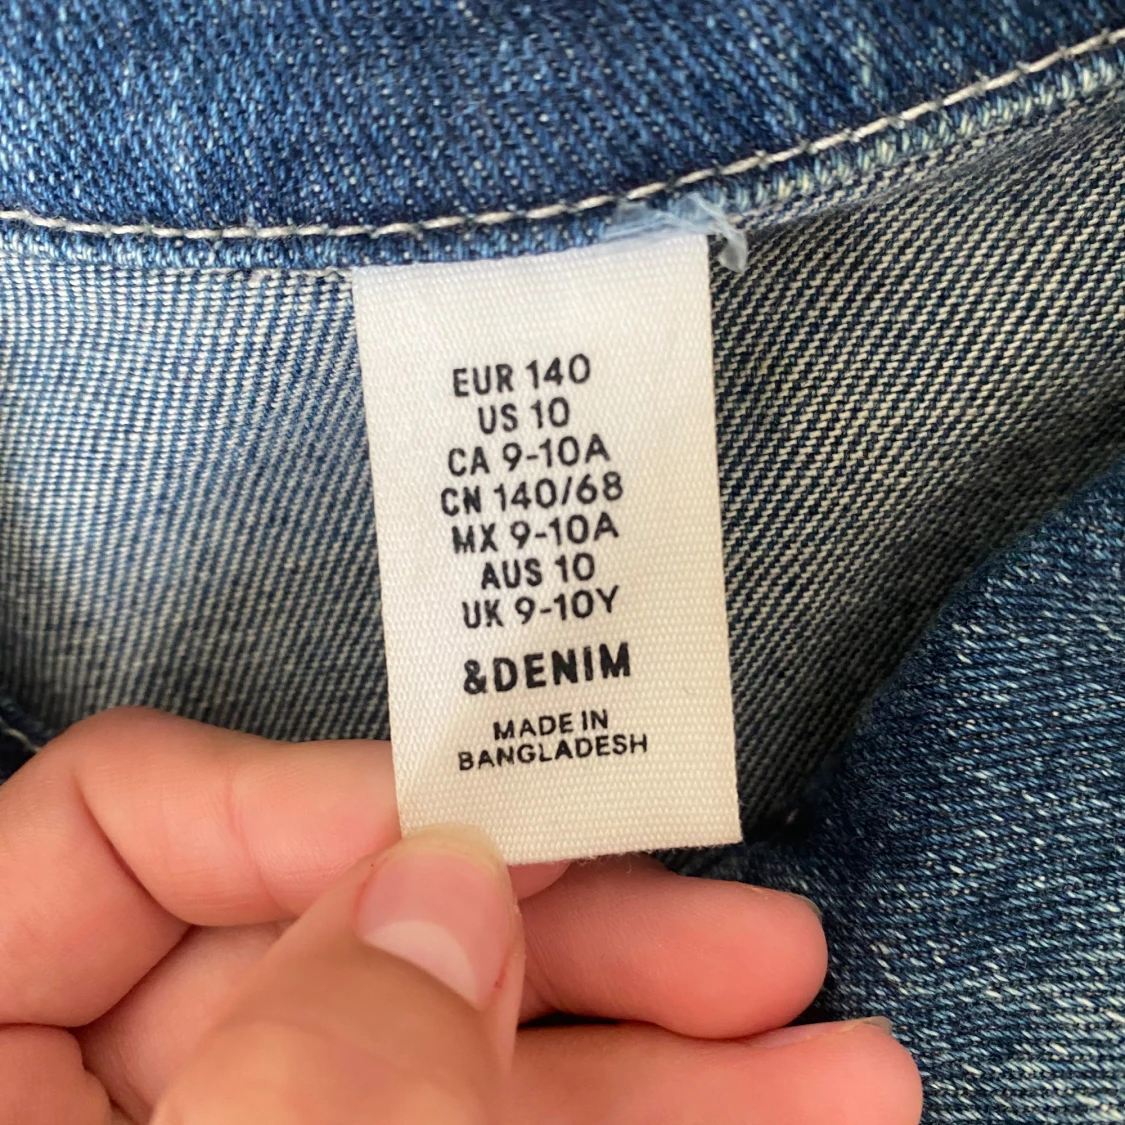 EUR 140
US 10
CA 9-10A
CN 140/68
MX 9-10A
AUS 10
UK 9-10Y
&DENIM
MADE IN
BANGLADESH